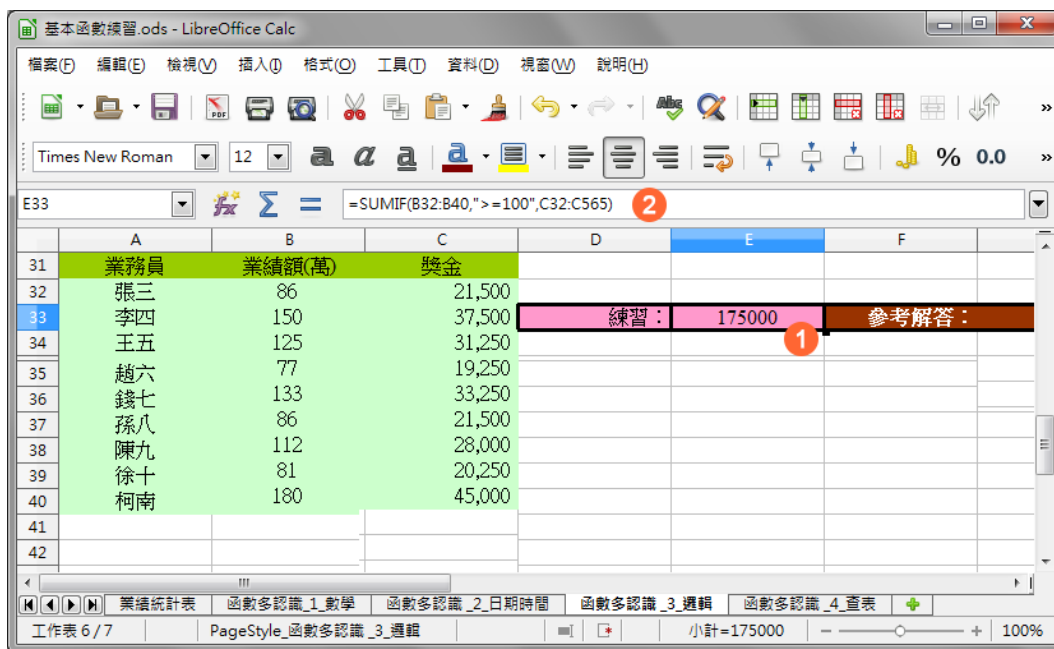 基本函數練習.ods - LibreOffice Calc
檔案(F) 編輯(E) 檢視(V) 插入(I) 格式(O) 工具(T) 資料(D) 視窗(W) 說明(H)
PDF Abc »
Times New Roman 12 a a a a % 0.0 »
E33 fx Σ = =SUMIF(B32:B40,">=100",C32:C565) 2
A B C D E F
31 業務員 業績額(萬) 獎金
32 張三 86 21,500
33 李四 150 37,500 練習： 175000 參考解答：
34 王五 125 31,250 1
35 趙六 77 19,250
36 錢七 133 33,250
37 孫八 86 21,500
38 陳九 112 28,000
39 徐十 81 20,250
40 柯南 180 45,000
41
42
業績統計表 函數多認識_1_數學 函數多認識_2_日期時間 函數多認識_3_邏輯 函數多認識_4_查表
工作表 6 / 7 PageStyle_函數多認識_3_邏輯 小計=175000 100%